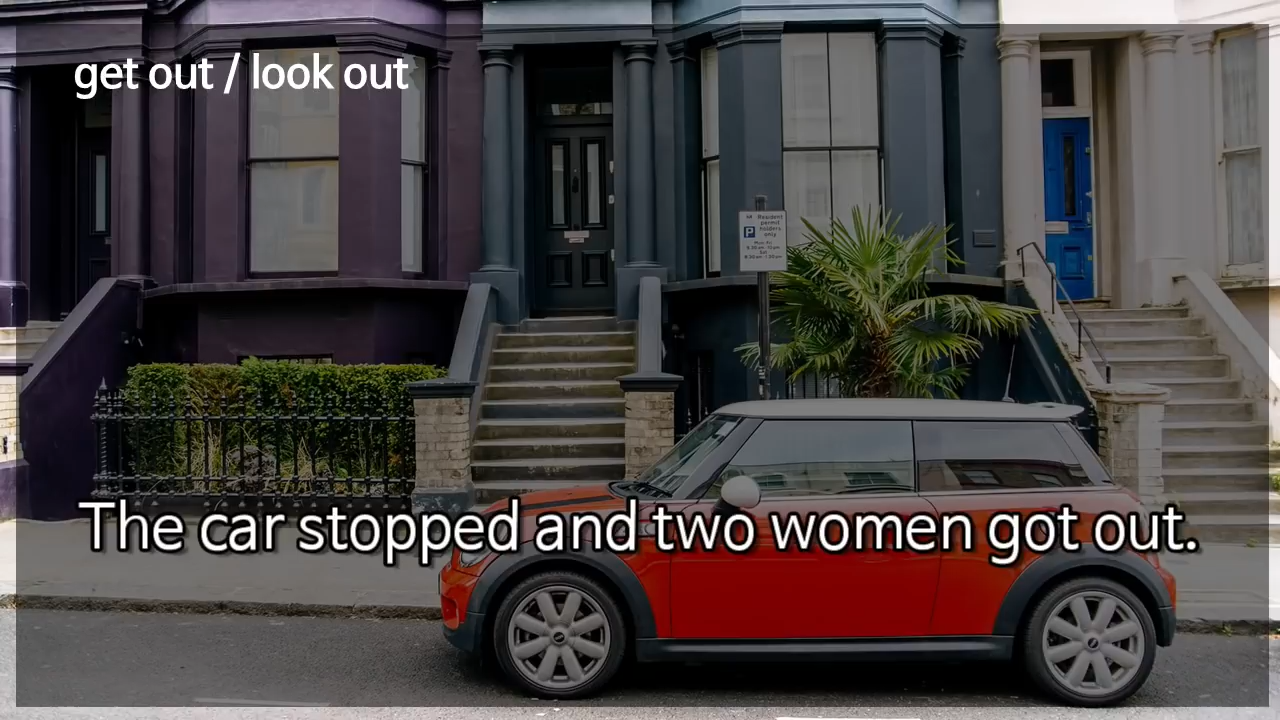 get out / look out
Resident
permit
holders
only
The car stopped and two women got out.